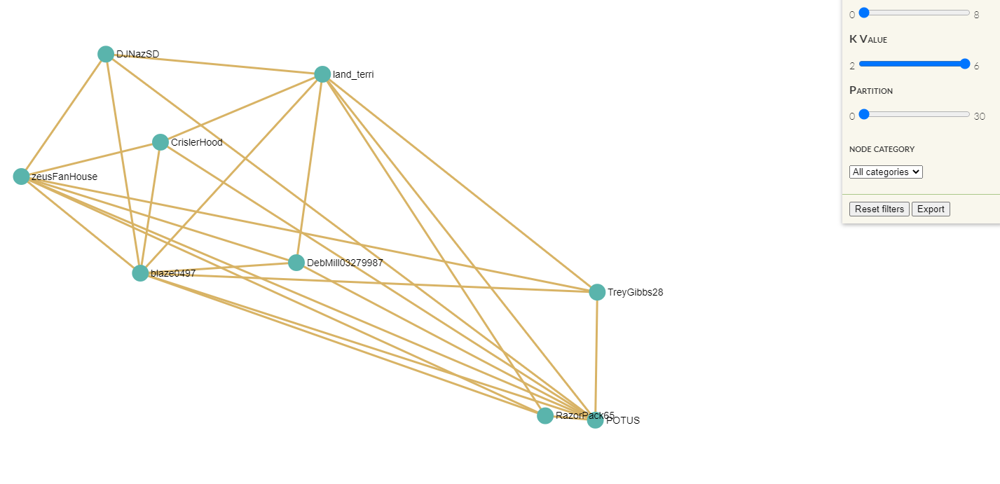 0 8
K Value
2 6
Partition
0 30
NODE CATEGORY
All categories
Reset filters Export
DJNazSD
land_terri
CrislerHood
zeusFanHouse
DebMill03279987
blaze0497
TreyGibbs28
RazorPack65
POTUS